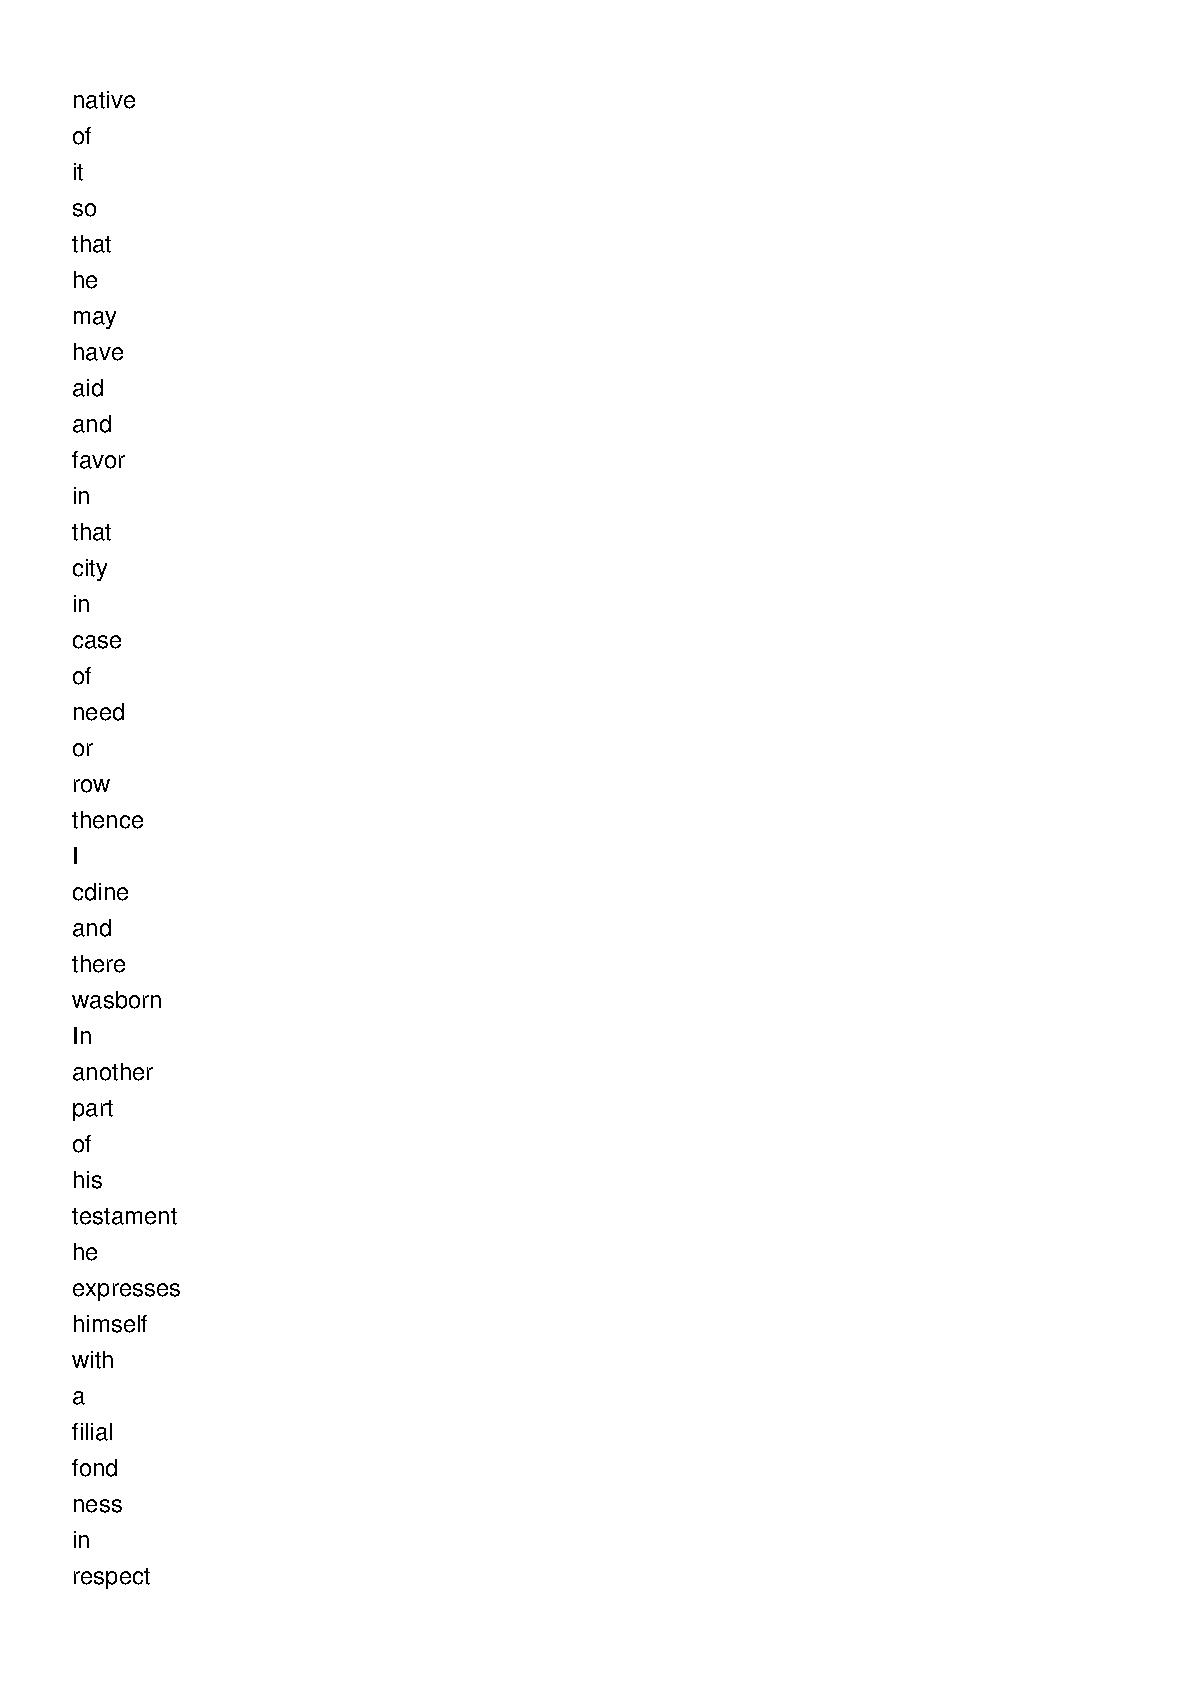 native
of
it
so
that
he
may
have
aid
and
favor
in
that
city
in
case
of
need
or
row
thence
I
cdine
and
there
wasborn
In
another
part
of
his
testament
he
expresses
himself
with
a
filial
fond
ness
in
respect